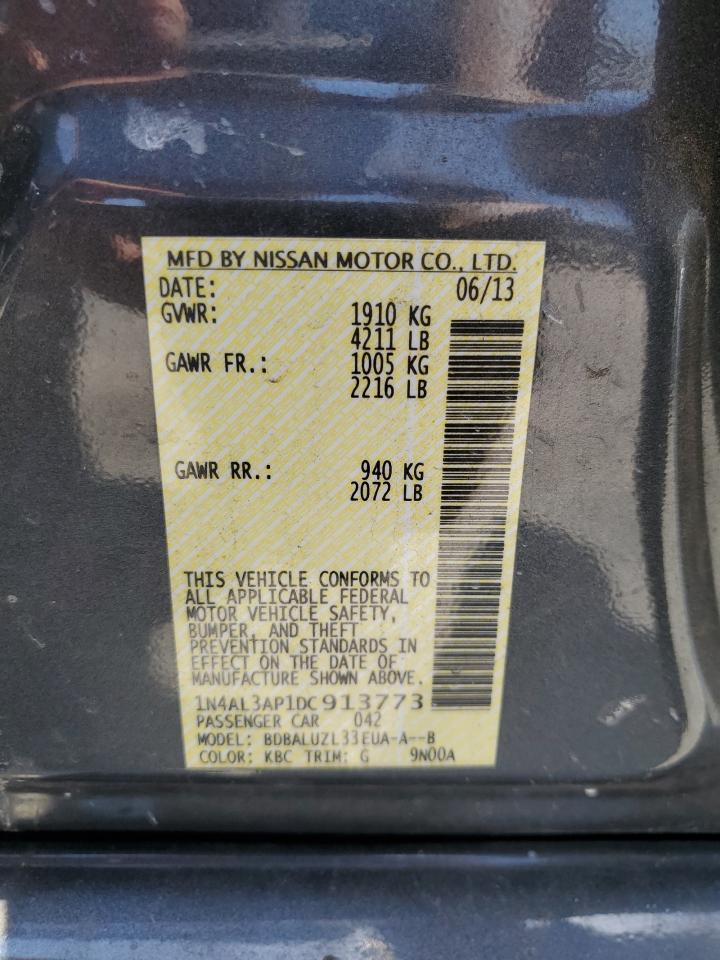 MFD BY NISSAN MOTOR CO., LTD.
DATE: 06/13
GVWR: 1910 KG
4211 LB
GAWR FR.: 1005 KG
2216 LB
GAWR RR.: 940 KG
2072 LB
THIS VEHICLE CONFORMS TO
ALL APPLICABLE FEDERAL
MOTOR VEHICLE SAFETY,
BUMPER, AND THEFT
PREVENTION STANDARDS IN
EFFECT ON THE DATE OF
MANUFACTURE SHOWN ABOVE.
1N4AL3AP1DC913773
PASSENGER CAR 042
MODEL: BDBALUZL33EUA-A--B
COLOR: KBC TRIM: G 9N00A